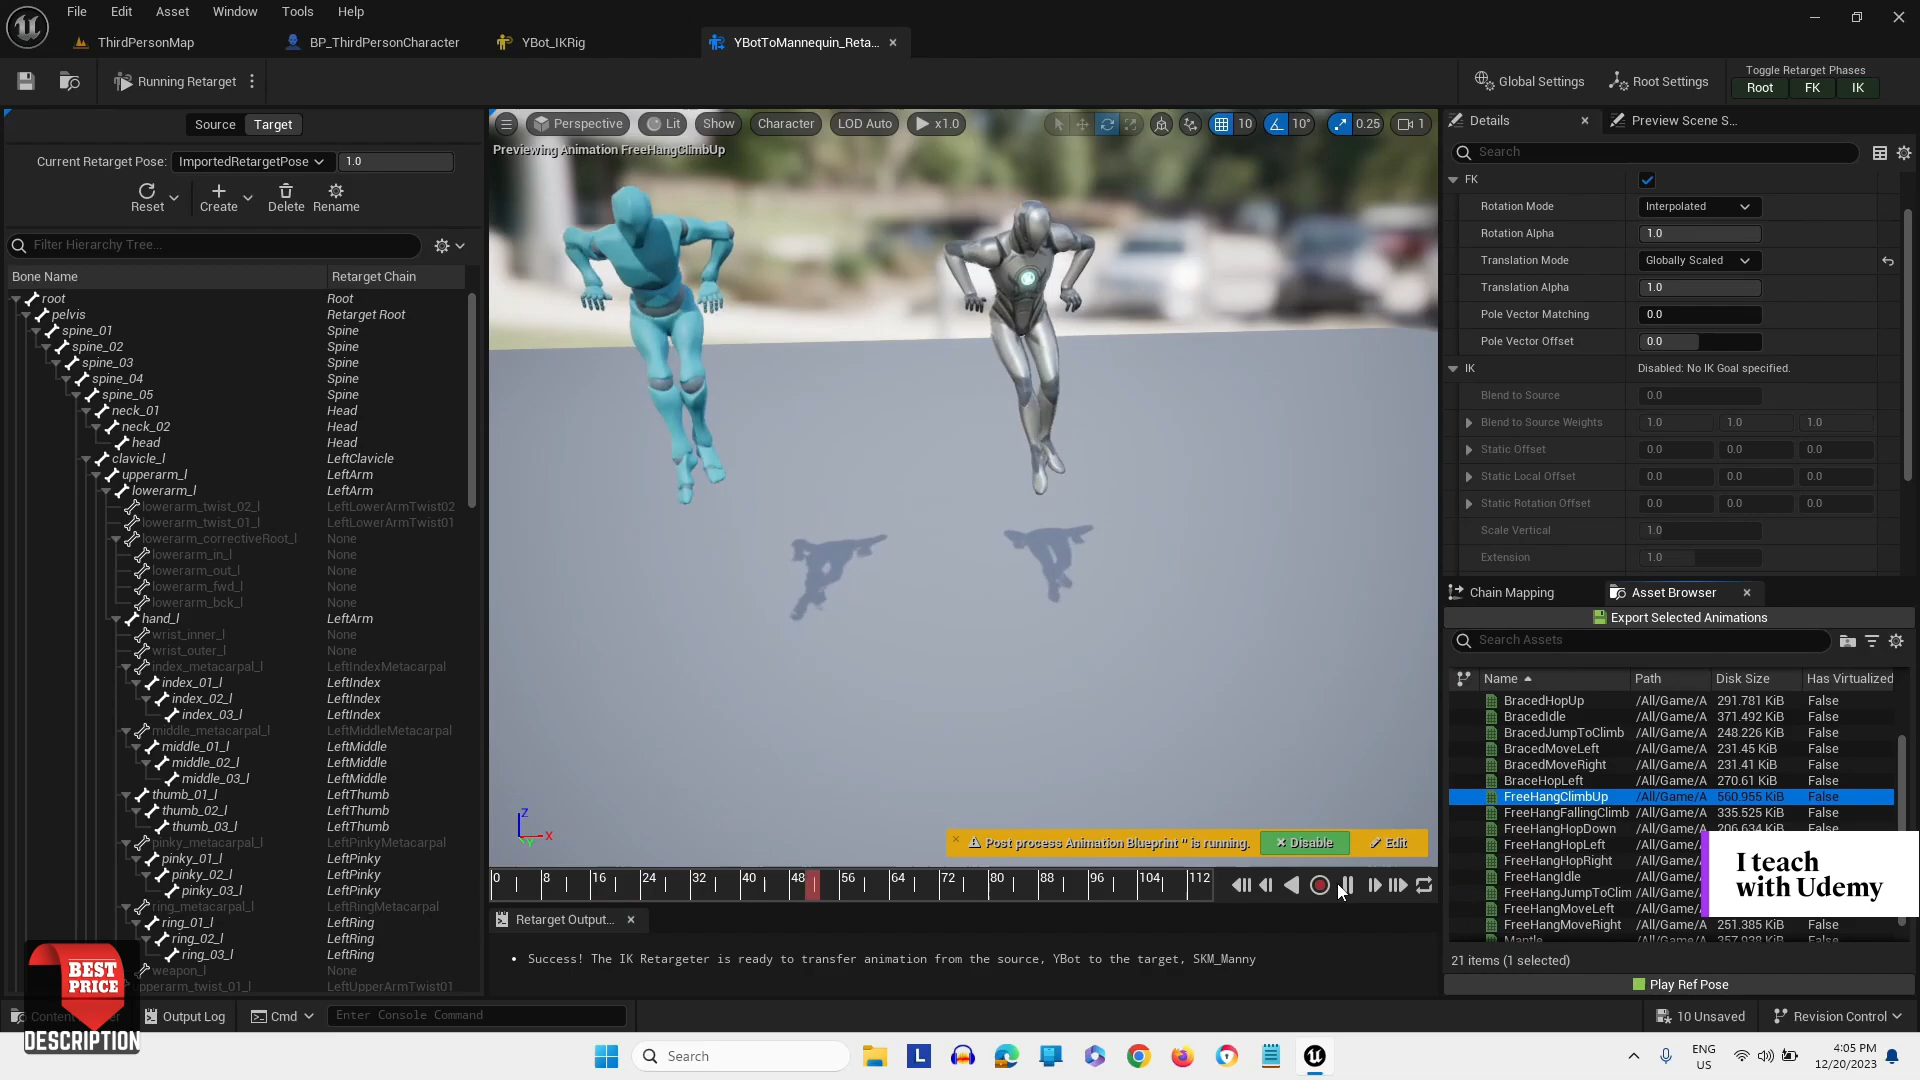 File Edit Asset Window Tools Help
ThirdPersonMap BP_ThirdPersonCharacter YBot_IKRig YBotToMannequin_Reta...
Running Retarget
Global Settings Root Settings
Toggle Retarget Phases
Root FK IK
Source Target
Current Retarget Pose: ImportedRetargetPose 1.0
Reset Create Delete Rename
Filter Hierarchy Tree...
Bone Name Retarget Chain
root Root
pelvis Retarget Root
spine_01 Spine
spine_02 Spine
spine_03 Spine
spine_04 Spine
spine_05 Spine
neck_01 Head
neck_02 Head
head Head
clavicle_l LeftClavicle
upperarm_l LeftArm
lowerarm_l LeftArm
lowerarm_twist_02_l LeftLowerArmTwist02
lowerarm_twist_01_l LeftLowerArmTwist01
lowerarm_correctiveRoot_l None
lowerarm_in_l None
lowerarm_out_l None
lowerarm_fwd_l None
lowerarm_bck_l None
hand_l LeftArm
wrist_inner_l None
wrist_outer_l None
index_metacarpal_l LeftIndexMetacarpal
index_01_l LeftIndex
index_02_l LeftIndex
index_03_l LeftIndex
middle_metacarpal_l LeftMiddleMetacarpal
middle_01_l LeftMiddle
middle_02_l LeftMiddle
middle_03_l LeftMiddle
thumb_01_l LeftThumb
thumb_02_l LeftThumb
thumb_03_l LeftThumb
pinky_metacarpal_l LeftPinkyMetacarpal
pinky_01_l LeftPinky
pinky_02_l LeftPinky
pinky_03_l LeftPinky
ring_metacarpal_l LeftRingMetacarpal
ring_01_l LeftRing
ring_02_l LeftRing
ring_03_l LeftRing
weapon_l None
upperarm_twist_01_l LeftUpperArmTwist01
Perspective Lit Show Character LOD Auto x1.0 10 10° 0.25 1
Previewing Animation FreeHangClimbUp
Z
X
Y
Post process Animation Blueprint '' is running. Disable Edit
0 8 16 24 32 40 48 56 64 72 80 88 96 104 112
Retarget Output...
Success! The IK Retargeter is ready to transfer animation from the source, YBot to the target, SKM_Manny
Details Preview Scene S...
Search
FK
Rotation Mode Interpolated
Rotation Alpha 1.0
Translation Mode Globally Scaled
Translation Alpha 1.0
Pole Vector Matching 0.0
Pole Vector Offset 0.0
IK Disabled: No IK Goal specified.
Blend to Source 0.0
Blend to Source Weights 1.0 1.0 1.0
Static Offset 0.0 0.0 0.0
Static Local Offset 0.0 0.0 0.0
Static Rotation Offset 0.0 0.0 0.0
Scale Vertical 1.0
Extension 1.0
Chain Mapping Asset Browser
Export Selected Animations
Search Assets
Name Path Disk Size Has Virtualized
BracedHopUp /All/Game/A 291.781 KiB False
BracedIdle /All/Game/A 371.492 KiB False
BracedJumpToClimb /All/Game/A 248.226 KiB False
BracedMoveLeft /All/Game/A 231.45 KiB False
BracedMoveRight /All/Game/A 231.41 KiB False
BraceHopLeft /All/Game/A 270.61 KiB False
FreeHangClimbUp /All/Game/A 560.955 KiB False
FreeHangFallingClimb /All/Game/A 335.525 KiB False
FreeHangHopDown /All/Game/A 206.634 KiB False
FreeHangHopLeft /All/Game/A
FreeHangHopRight /All/Game/A
FreeHangIdle /All/Game/A
FreeHangJumpToClim /All/Game/A
FreeHangMoveLeft /All/Game/A
FreeHangMoveRight /All/Game/A 251.385 KiB False
Mantle /All/Game/A 257.938 KiB False
I teach
with Udemy
21 items (1 selected)
Play Ref Pose
BEST
PRICE
DESCRIPTION
Output Log Cmd Enter Console Command
10 Unsaved Revision Control
Search
ENG
US
4:05 PM
12/20/2023